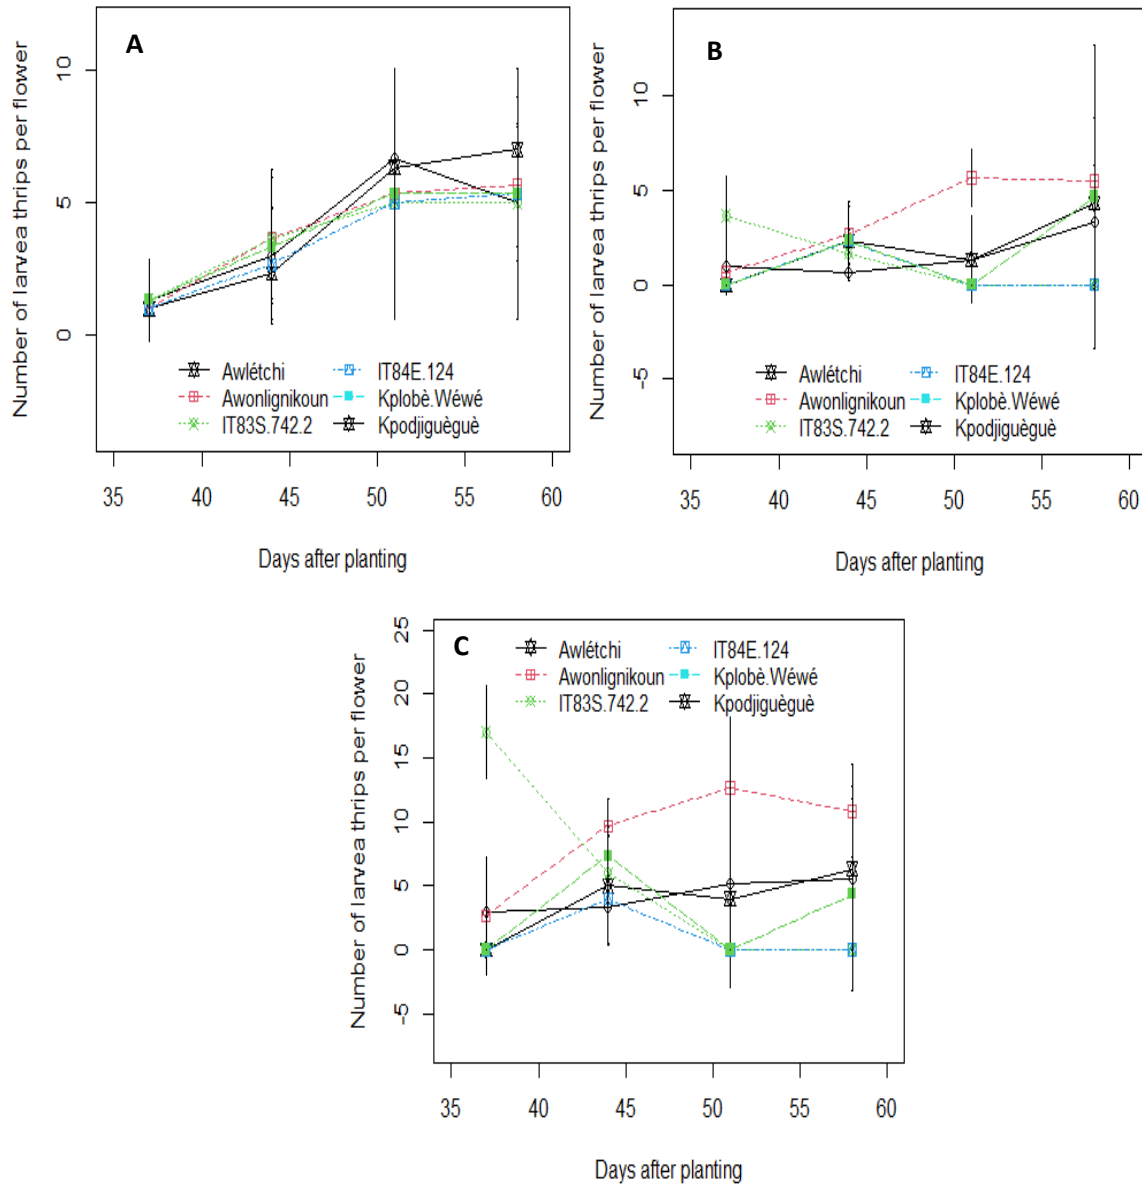 A
Number of larvea thrips per flower
10
5
0
Awlétchi
Awonlignikoun
IT83S.742.2
IT84E.124
Kplobè.Wéwé
Kpodjiguèguè
35 40 45 50 55 60
Days after planting
B
Number of larvea thrips per flower
10
5
0
-5
Awlétchi
Awonlignikoun
IT83S.742.2
IT84E.124
Kplobè.Wéwé
Kpodjiguèguè
35 40 45 50 55 60
Days after planting
C
Number of larvea thrips per flower
25
20
15
10
5
0
-5
Awlétchi
Awonlignikoun
IT83S.742.2
IT84E.124
Kplobè.Wéwé
Kpodjiguèguè
35 40 45 50 55 60
Days after planting